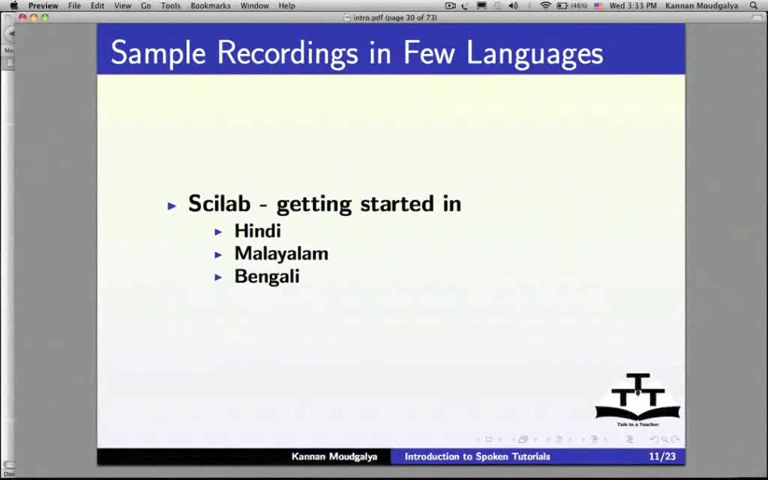 Preview File Edit View Go Tools Bookmarks Window Help (46%) Wed 3:33 PM Kannan Moudgalya
intro.pdf (page 30 of 73)
Sample Recordings in Few Languages
Scilab - getting started in
Hindi
Malayalam
Bengali
T T T
Talk to a Teacher
Kannan Moudgalya Introduction to Spoken Tutorials 11/23